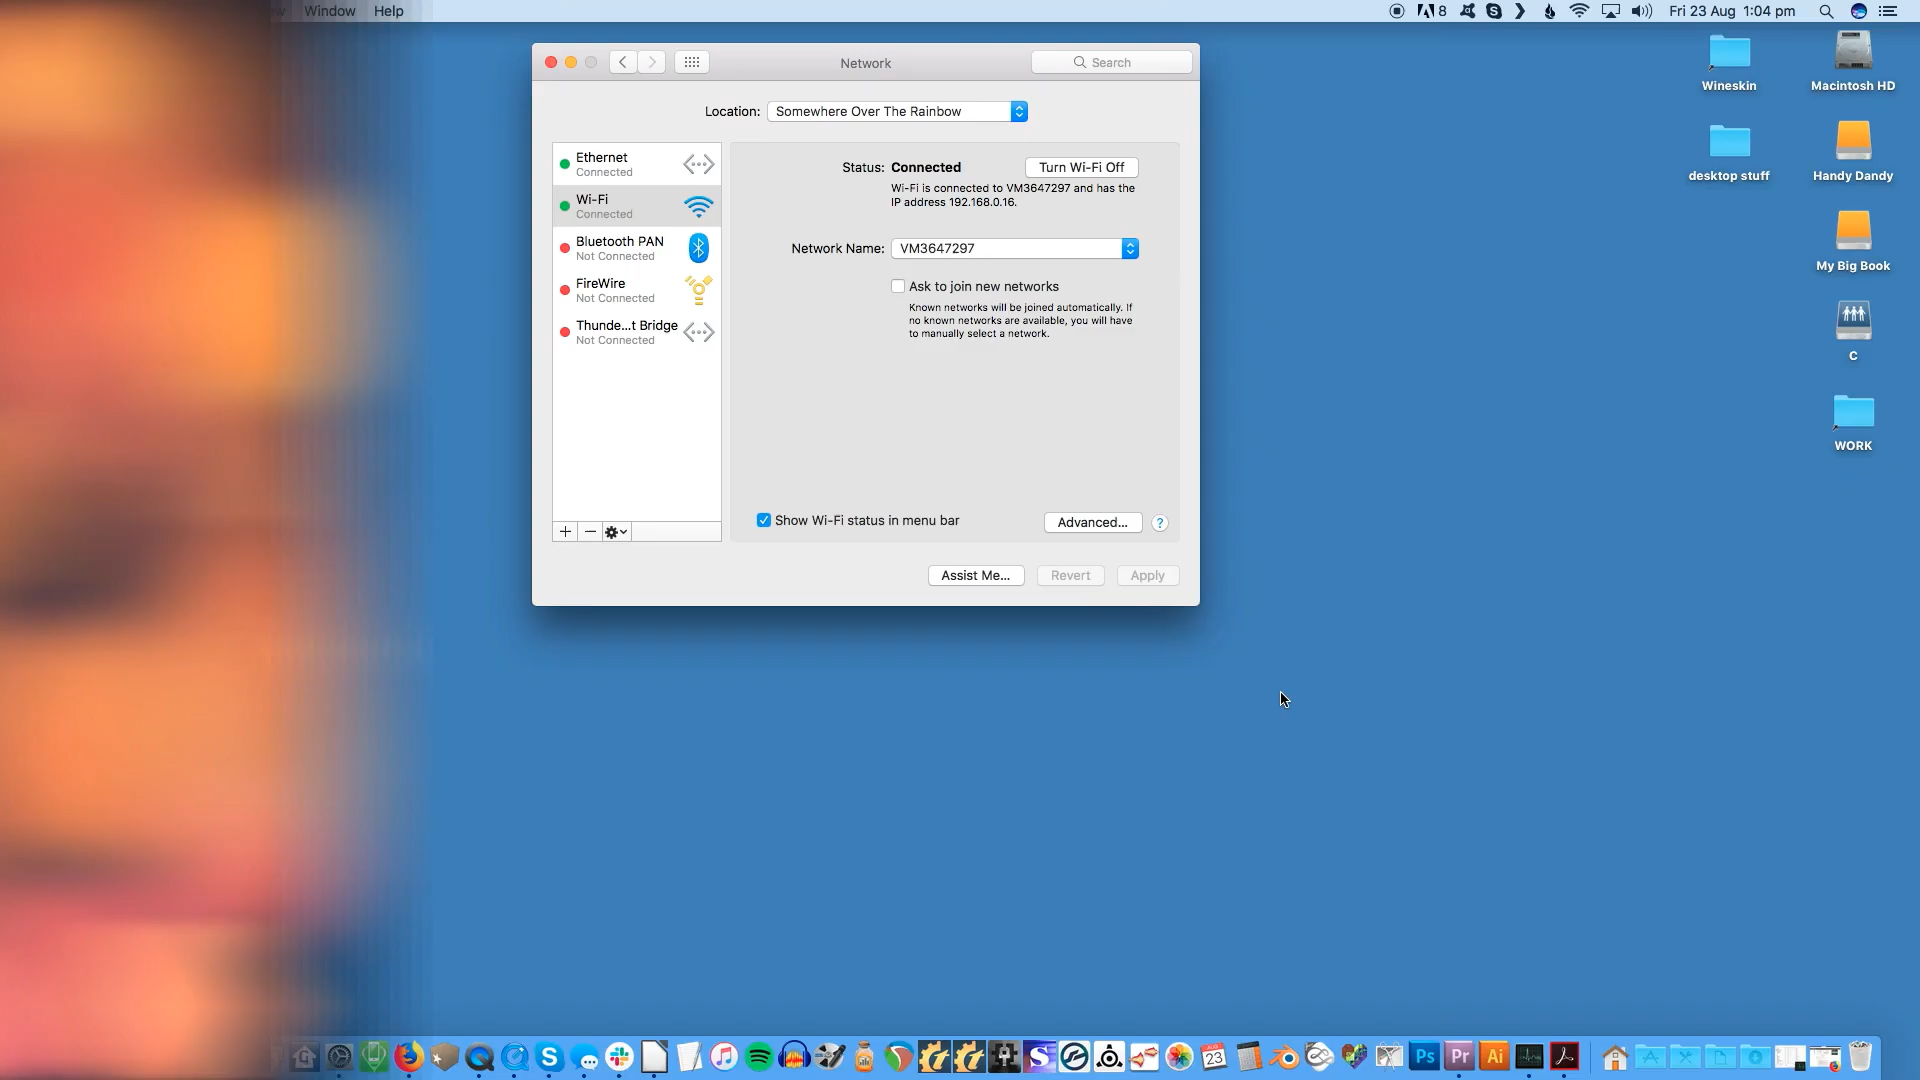 Window Help
8
Fri 23 Aug 1:04 pm
Network
Search
Location: Somewhere Over The Rainbow
Ethernet
Connected
Wi-Fi
Connected
Bluetooth PAN
Not Connected
FireWire
Not Connected
Thunde...t Bridge
Not Connected
Status: Connected
Turn Wi-Fi Off
Wi-Fi is connected to VM3647297 and has the
IP address 192.168.0.16.
Network Name: VM3647297
Ask to join new networks
Known networks will be joined automatically. If
no known networks are available, you will have
to manually select a network.
Show Wi-Fi status in menu bar
Advanced...
?
Assist Me...
Revert
Apply
Wineskin
Macintosh HD
desktop stuff
Handy Dandy
My Big Book
C
WORK
AUG
23
Ps
Pr
Ai